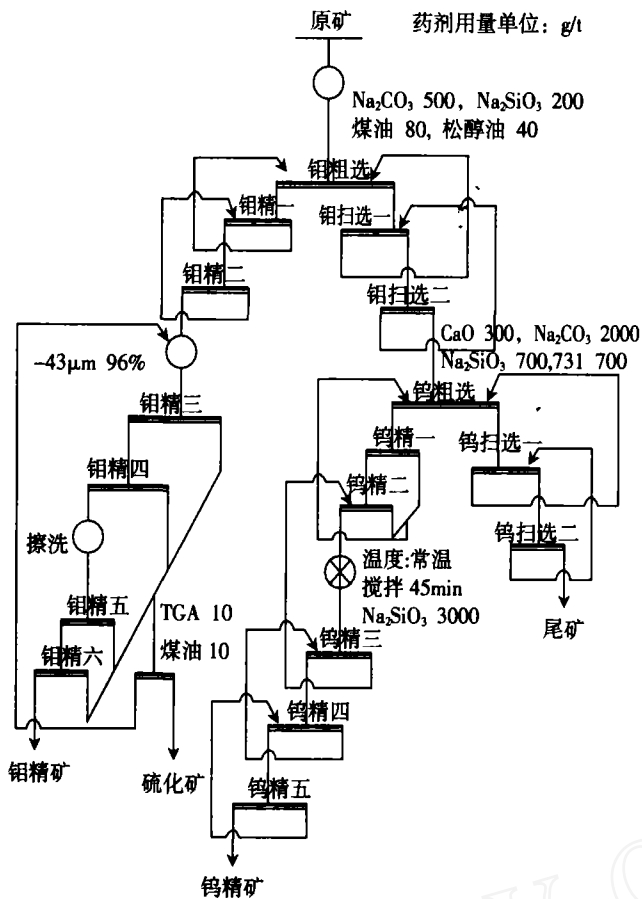 原矿
药剂用量单位：g/t
Na₂CO₃ 500，Na₂SiO₃ 200
煤油 80, 松醇油 40
钼粗选
钼精一
钼扫选一
钼精二
钼扫选二
CaO 300，Na₂CO₃ 2000
Na₂SiO₃ 700,731 700
-43μm 96%
钨粗选
钼精三
钨精一
钨扫选一
钼精四
钨精二
钨扫选二
擦洗
温度:常温
搅拌 45min
Na₂SiO₃ 3000
尾矿
钼精五
TGA 10
煤油 10
钨精三
钼精六
钨精四
钼精矿
硫化矿
钨精五
钨精矿